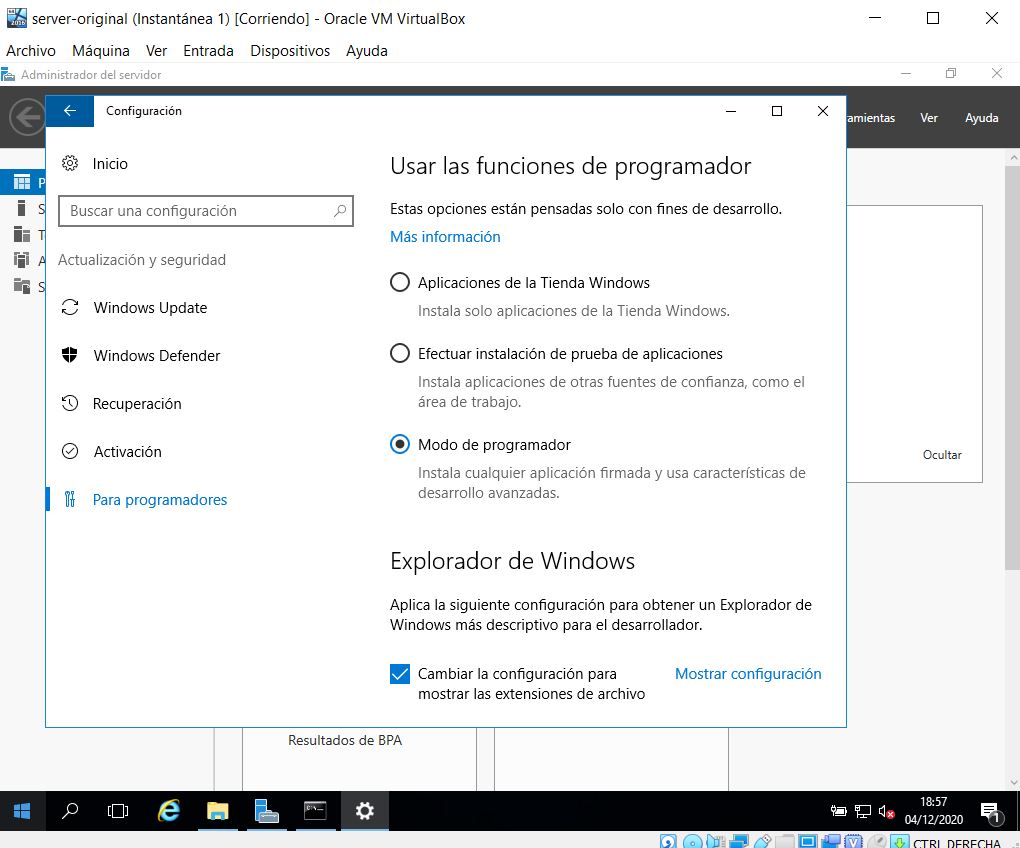 server-original (Instantánea 1) [Corriendo] - Oracle VM VirtualBox
Archivo Máquina Ver Entrada Dispositivos Ayuda
Administrador del servidor
Configuración
Ver Ayuda
Inicio
Buscar una configuración
Actualización y seguridad
Windows Update
Windows Defender
Recuperación
Activación
Para programadores
Usar las funciones de programador
Estas opciones están pensadas solo con fines de desarrollo.
Más información
Aplicaciones de la Tienda Windows
Instala solo aplicaciones de la Tienda Windows.
Efectuar instalación de prueba de aplicaciones
Instala aplicaciones de otras fuentes de confianza, como el
área de trabajo.
Modo de programador
Instala cualquier aplicación firmada y usa características de
desarrollo avanzadas.
Explorador de Windows
Aplica la siguiente configuración para obtener un Explorador de
Windows más descriptivo para el desarrollador.
Cambiar la configuración para
mostrar las extensiones de archivo
Mostrar configuración
Ocultar
Resultados de BPA
18:57
04/12/2020
1
CTRL DERECHA